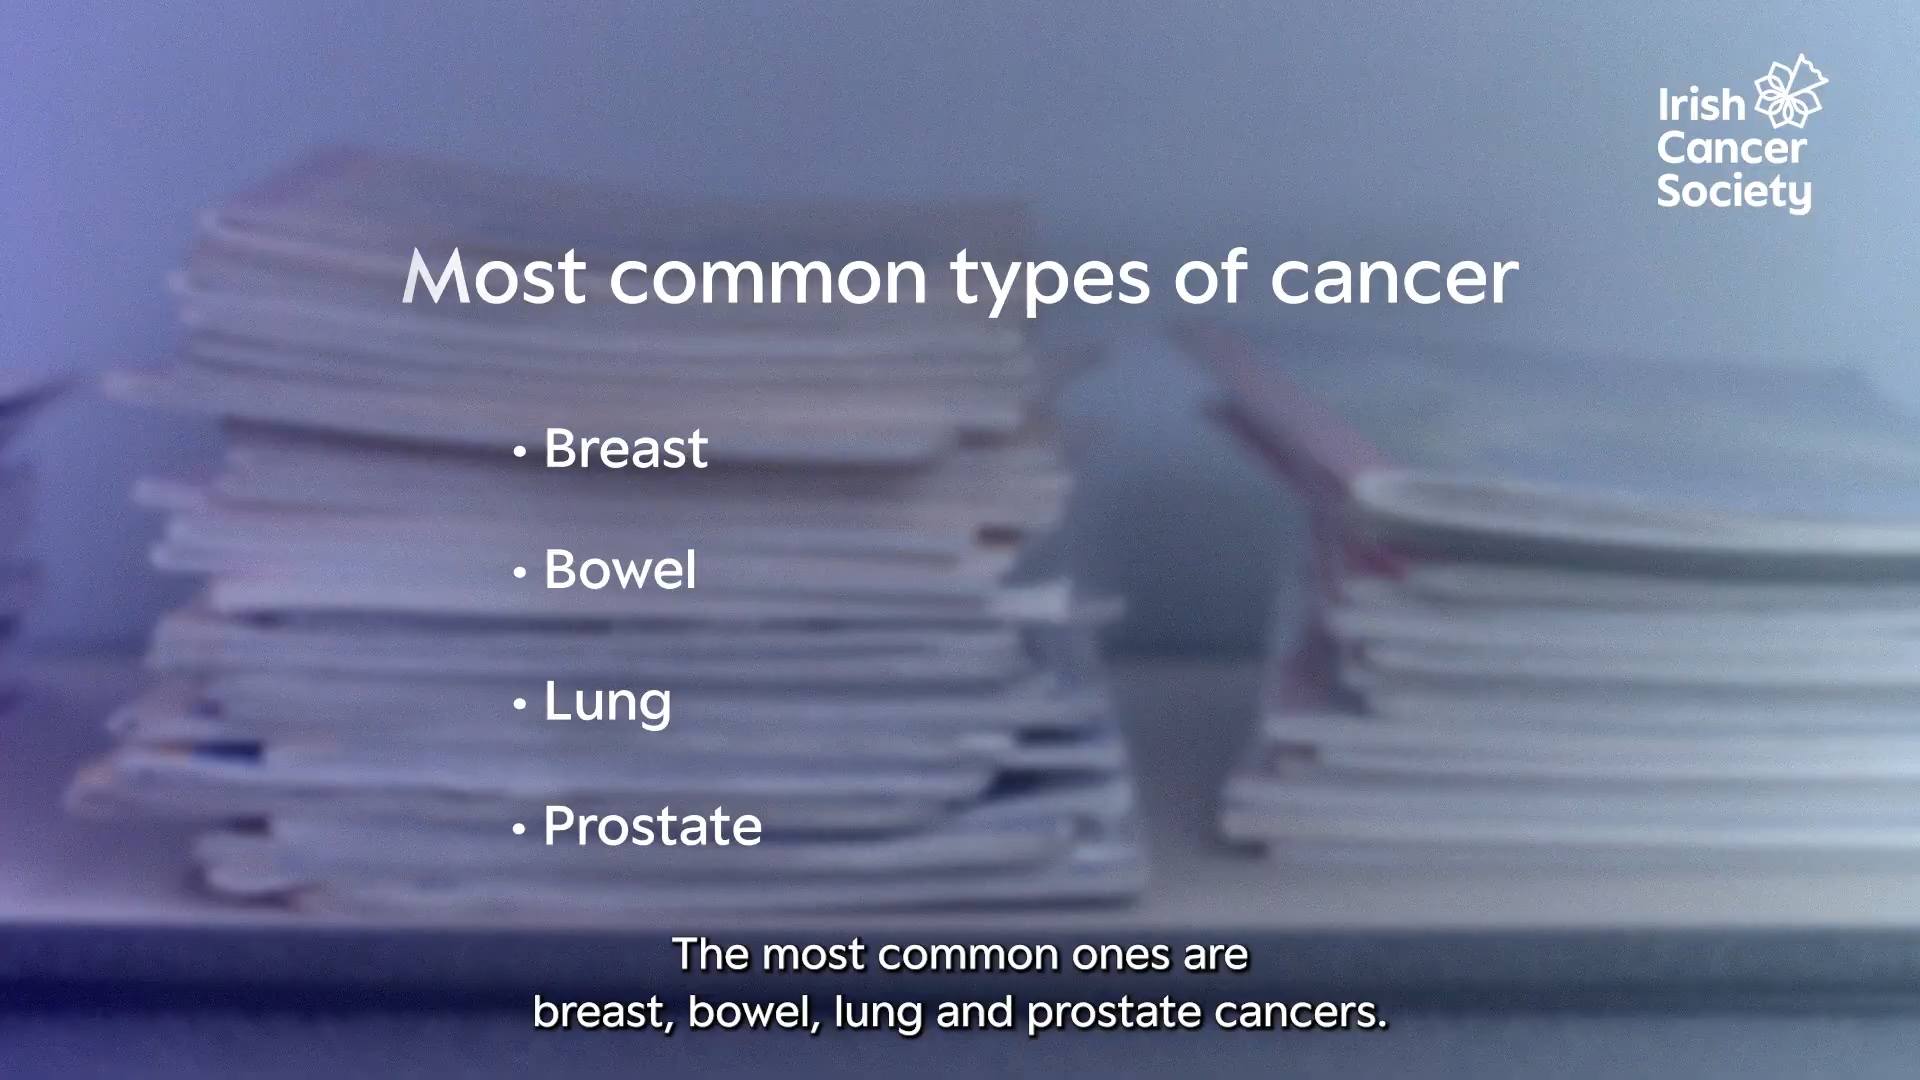 Irish
Cancer
Society
Most common types of cancer
• Breast
• Bowel
• Lung
• Prostate
The most common ones are
breast, bowel, lung and prostate cancers.